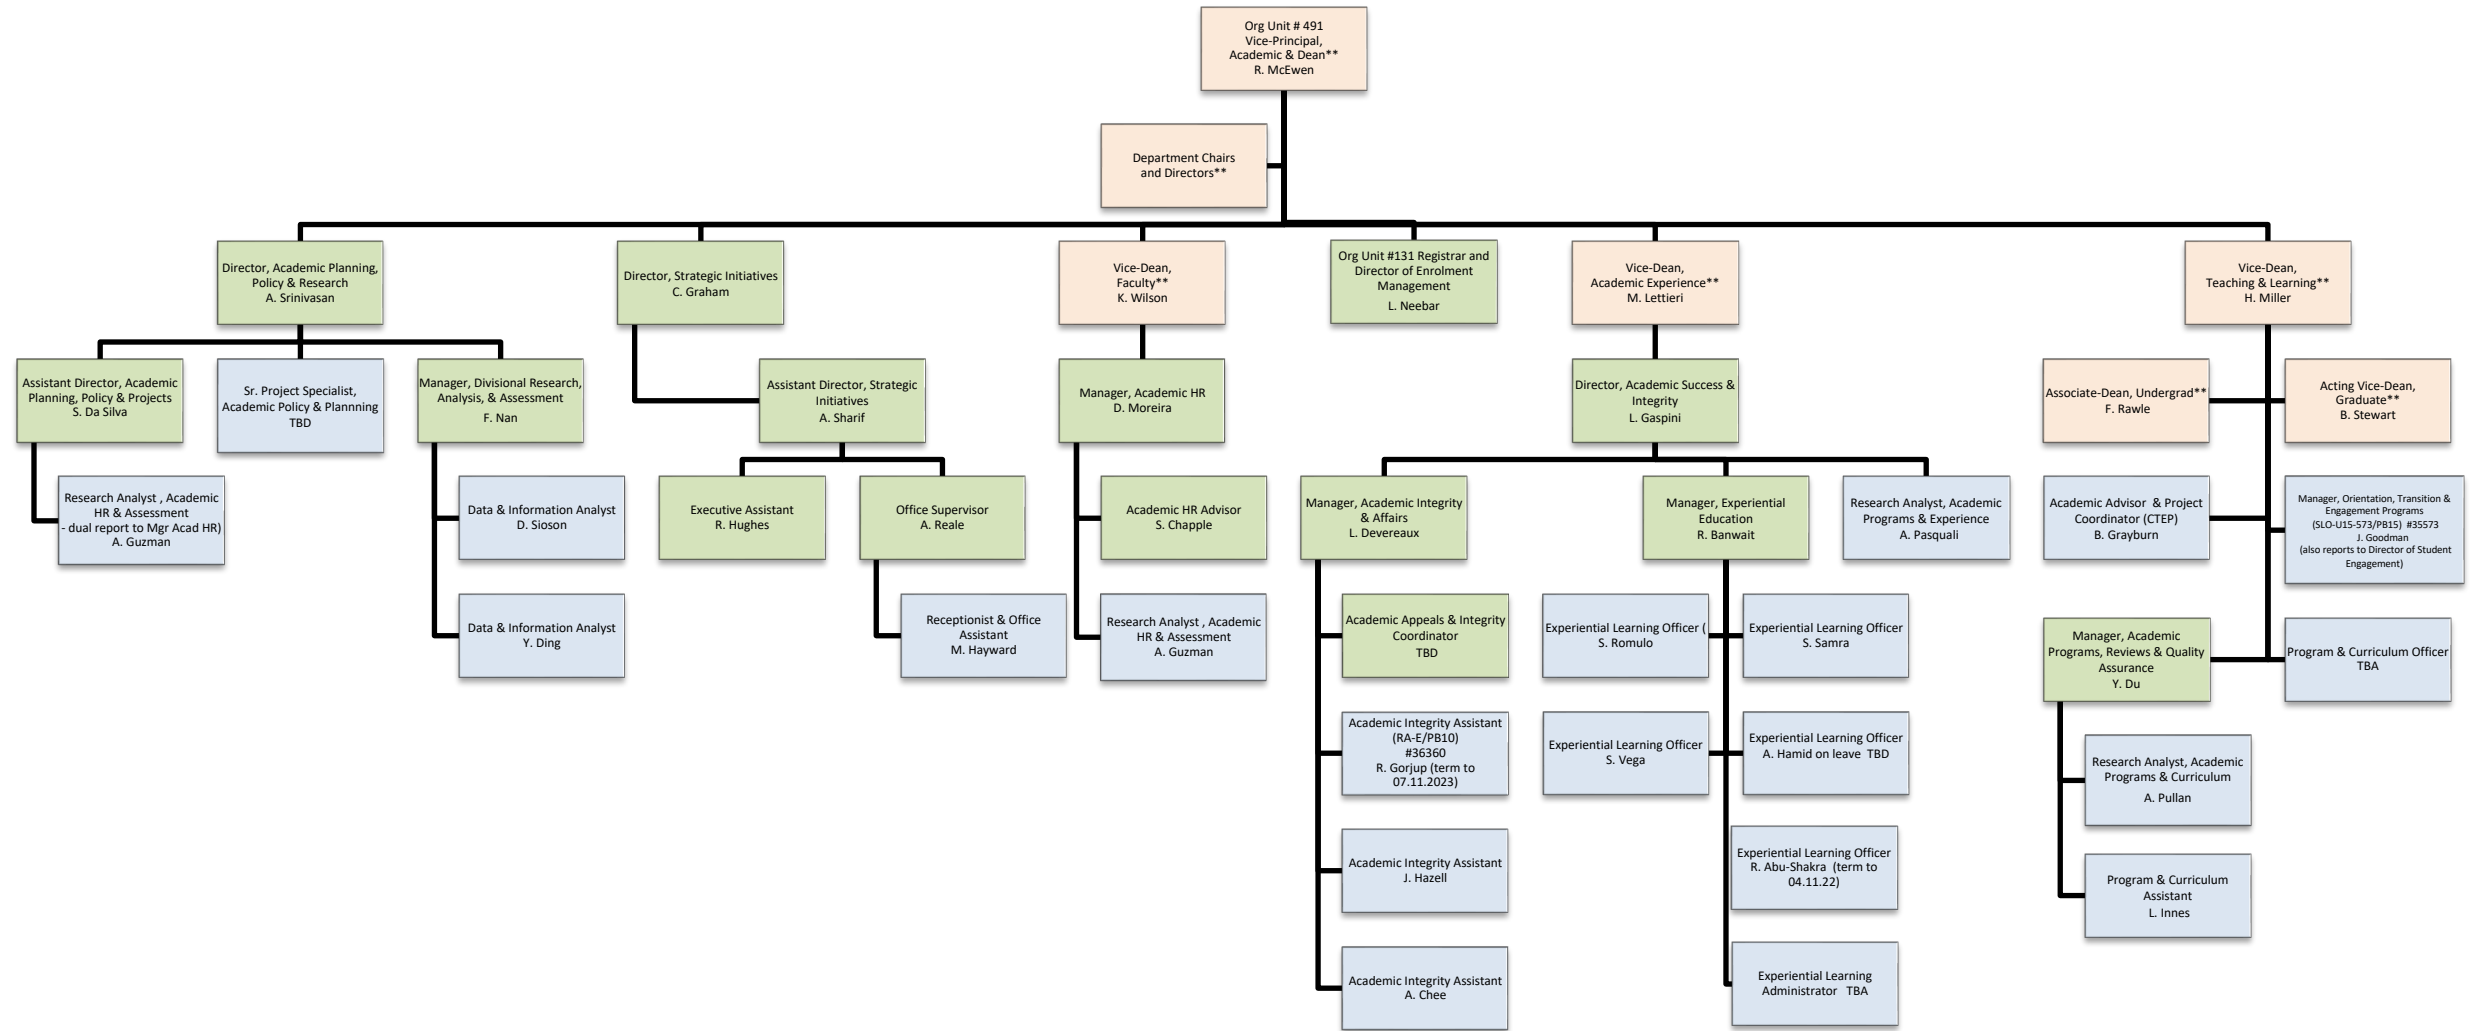 Org Unit # 491
Vice-Principal,
Academic & Dean**
R. McEwen
Department Chairs
and Directors**
Director, Academic Planning,
Policy & Research
A. Srinivasan
Director, Strategic Initiatives
C. Graham
Vice-Dean,
Faculty**
K. Wilson
Org Unit #131 Registrar and
Director of Enrolment
Management
L. Neebar
Vice-Dean,
Academic Experience**
M. Lettieri
Vice-Dean,
Teaching & Learning**
H. Miller
Assistant Director, Academic
Planning, Policy & Projects
S. Da Silva
Sr. Project Specialist,
Academic Policy & Plannning
TBD
Manager, Divisional Research,
Analysis, & Assessment
F. Nan
Assistant Director, Strategic
Initiatives
A. Sharif
Manager, Academic HR
D. Moreira
Director, Academic Success &
Integrity
L. Gaspini
Associate-Dean, Undergrad**
F. Rawle
Acting Vice-Dean,
Graduate**
B. Stewart
Research Analyst , Academic
HR & Assessment
- dual report to Mgr Acad HR)
A. Guzman
Data & Information Analyst
D. Sioson
Executive Assistant
R. Hughes
Office Supervisor
A. Reale
Academic HR Advisor
S. Chapple
Manager, Academic Integrity
& Affairs
L. Devereaux
Manager, Experiential
Education
R. Banwait
Research Analyst, Academic
Programs & Experience
A. Pasquali
Academic Advisor & Project
Coordinator (CTEP)
B. Grayburn
Manager, Orientation, Transition &
Engagement Programs
(SLO-U15-573/PB15) #35573
J. Goodman
(also reports to Director of Student
Engagement)
Data & Information Analyst
Y. Ding
Receptionist & Office
Assistant
M. Hayward
Research Analyst , Academic
HR & Assessment
A. Guzman
Academic Appeals & Integrity
Coordinator
TBD
Experiential Learning Officer (
S. Romulo
Experiential Learning Officer
S. Samra
Manager, Academic
Programs, Reviews & Quality
Assurance
Y. Du
Program & Curriculum Officer
TBA
Academic Integrity Assistant
(RA-E/PB10)
#36360
R. Gorjup (term to
07.11.2023)
Experiential Learning Officer
S. Vega
Experiential Learning Officer
A. Hamid on leave TBD
Research Analyst, Academic
Programs & Curriculum
A. Pullan
Academic Integrity Assistant
J. Hazell
Experiential Learning Officer
R. Abu-Shakra (term to
04.11.22)
Program & Curriculum
Assistant
L. Innes
Academic Integrity Assistant
A. Chee
Experiential Learning
Administrator TBA